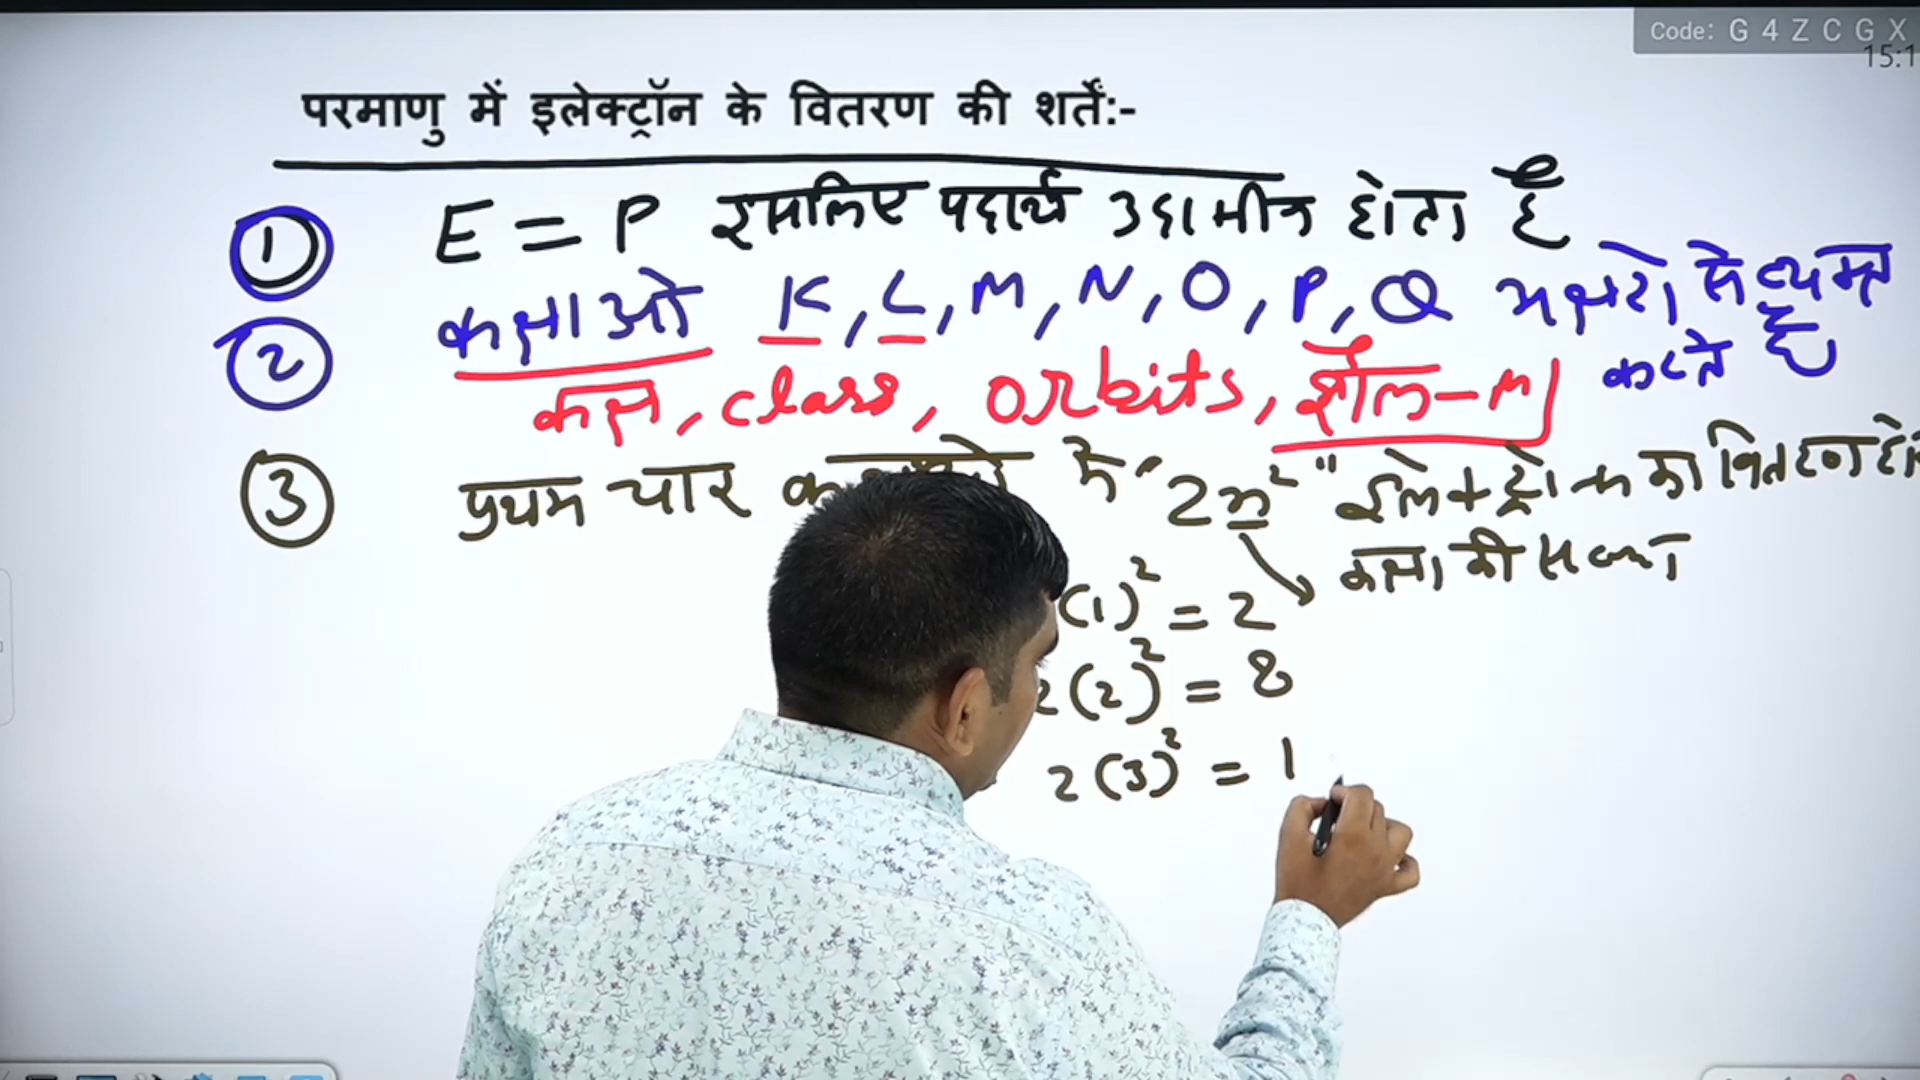 Code: G 4 Z C G X
15:1
परमाणु में इलेक्ट्रॉन के वितरण की शर्तें:-
① E = P इसलिए पदार्थ उदासीन होता है
② कक्षाओं K, L, M, N, O, P, Q अक्षरों से व्यक्त
करते हैं
कक्ष, class, orbits, शैल-M
③ प्रथम चार में "2n²" इलेक्ट्रॉन का वितरण
कक्षा की संख्या
(1)² = 2
2(2)² = 8
2(3)² = 1